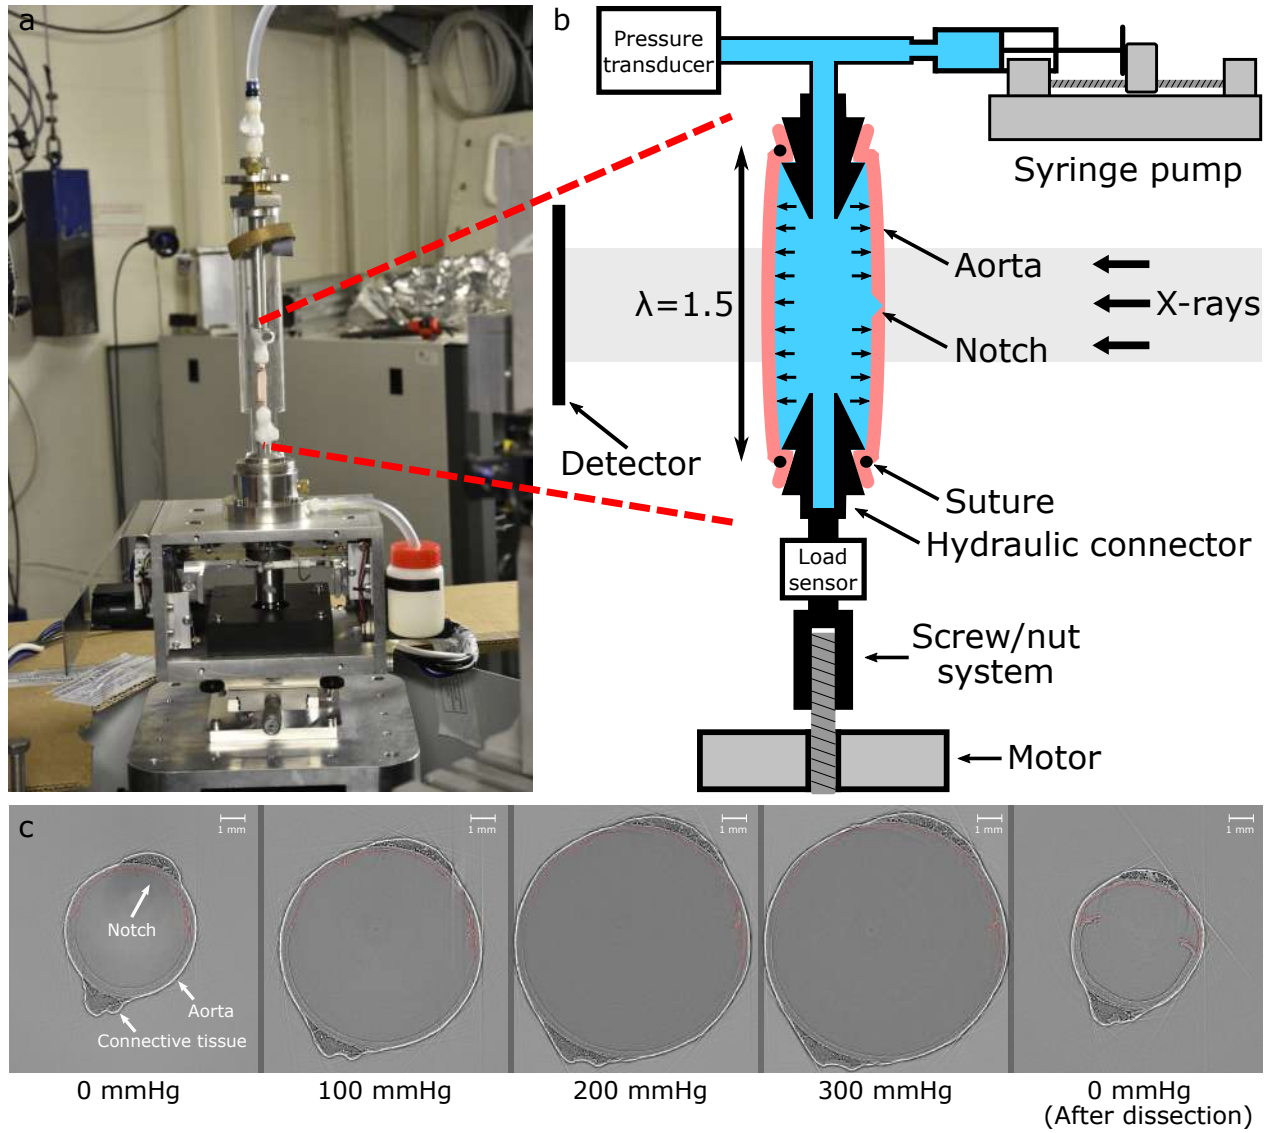 a
b
Pressure
transducer
Syringe pump
Aorta
λ=1.5
X-rays
Notch
Detector
Suture
Hydraulic connector
Load
sensor
Screw/nut
system
Motor
c
1 mm
1 mm
1 mm
1 mm
1 mm
Notch
Aorta
Connective tissue
0 mmHg
100 mmHg
200 mmHg
300 mmHg
0 mmHg
(After dissection)